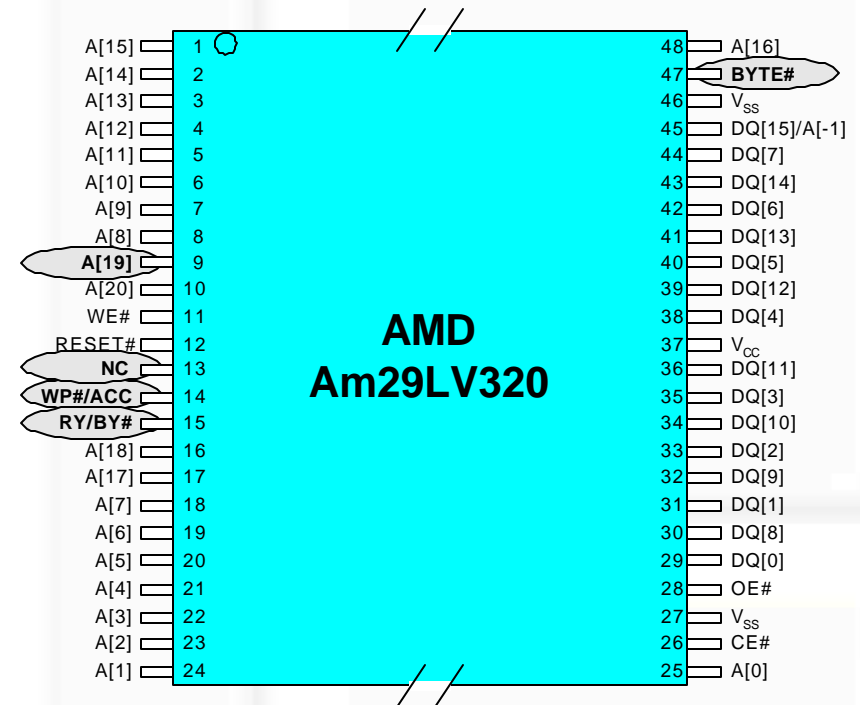 A[15] 1 48 A[16]
A[14] 2 47 BYTE#
A[13] 3 46 VSS
A[12] 4 45 DQ[15]/A[-1]
A[11] 5 44 DQ[7]
A[10] 6 43 DQ[14]
A[9] 7 42 DQ[6]
A[8] 8 41 DQ[13]
A[19] 9 40 DQ[5]
A[20] 10 39 DQ[12]
WE# 11 38 DQ[4]
RESET# 12 37 VCC
NC 13 36 DQ[11]
WP#/ACC 14 35 DQ[3]
RY/BY# 15 34 DQ[10]
A[18] 16 33 DQ[2]
A[17] 17 32 DQ[9]
A[7] 18 31 DQ[1]
A[6] 19 30 DQ[8]
A[5] 20 29 DQ[0]
A[4] 21 28 OE#
A[3] 22 27 VSS
A[2] 23 26 CE#
A[1] 24 25 A[0]
AMD
Am29LV320